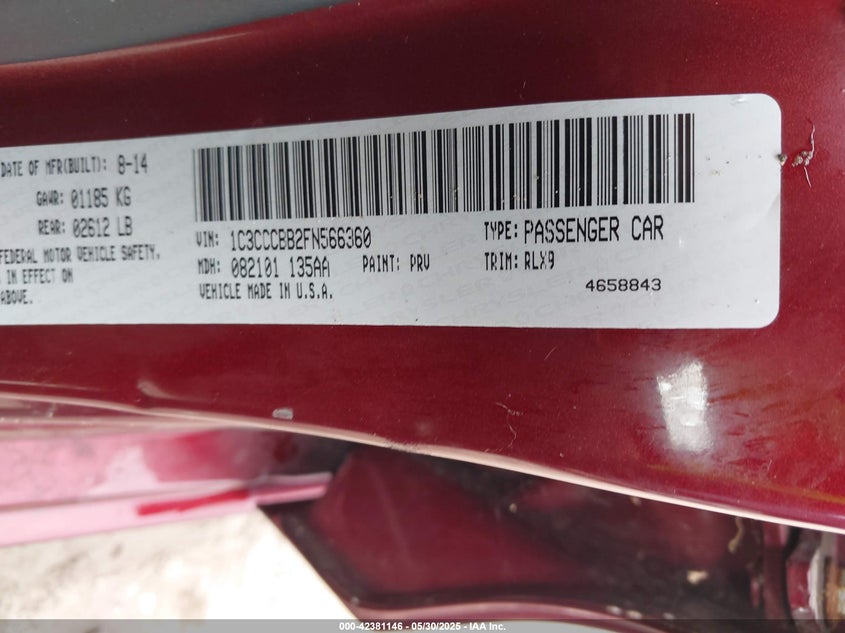 DATE OF MFR(BUILT): 8-14
GAWR: 01185 KG
REAR: 02612 LB
FEDERAL MOTOR VEHICLE SAFETY,
IN EFFECT ON
ABOVE.
VIN: 1C3CCCBB2FN566360
TYPE: PASSENGER CAR
MDH: 082101 135AA
PAINT: PRV
TRIM: RLX9
VEHICLE MADE IN U.S.A.
4658843
000-42381146 - 05/30/2025 - IAA Inc.